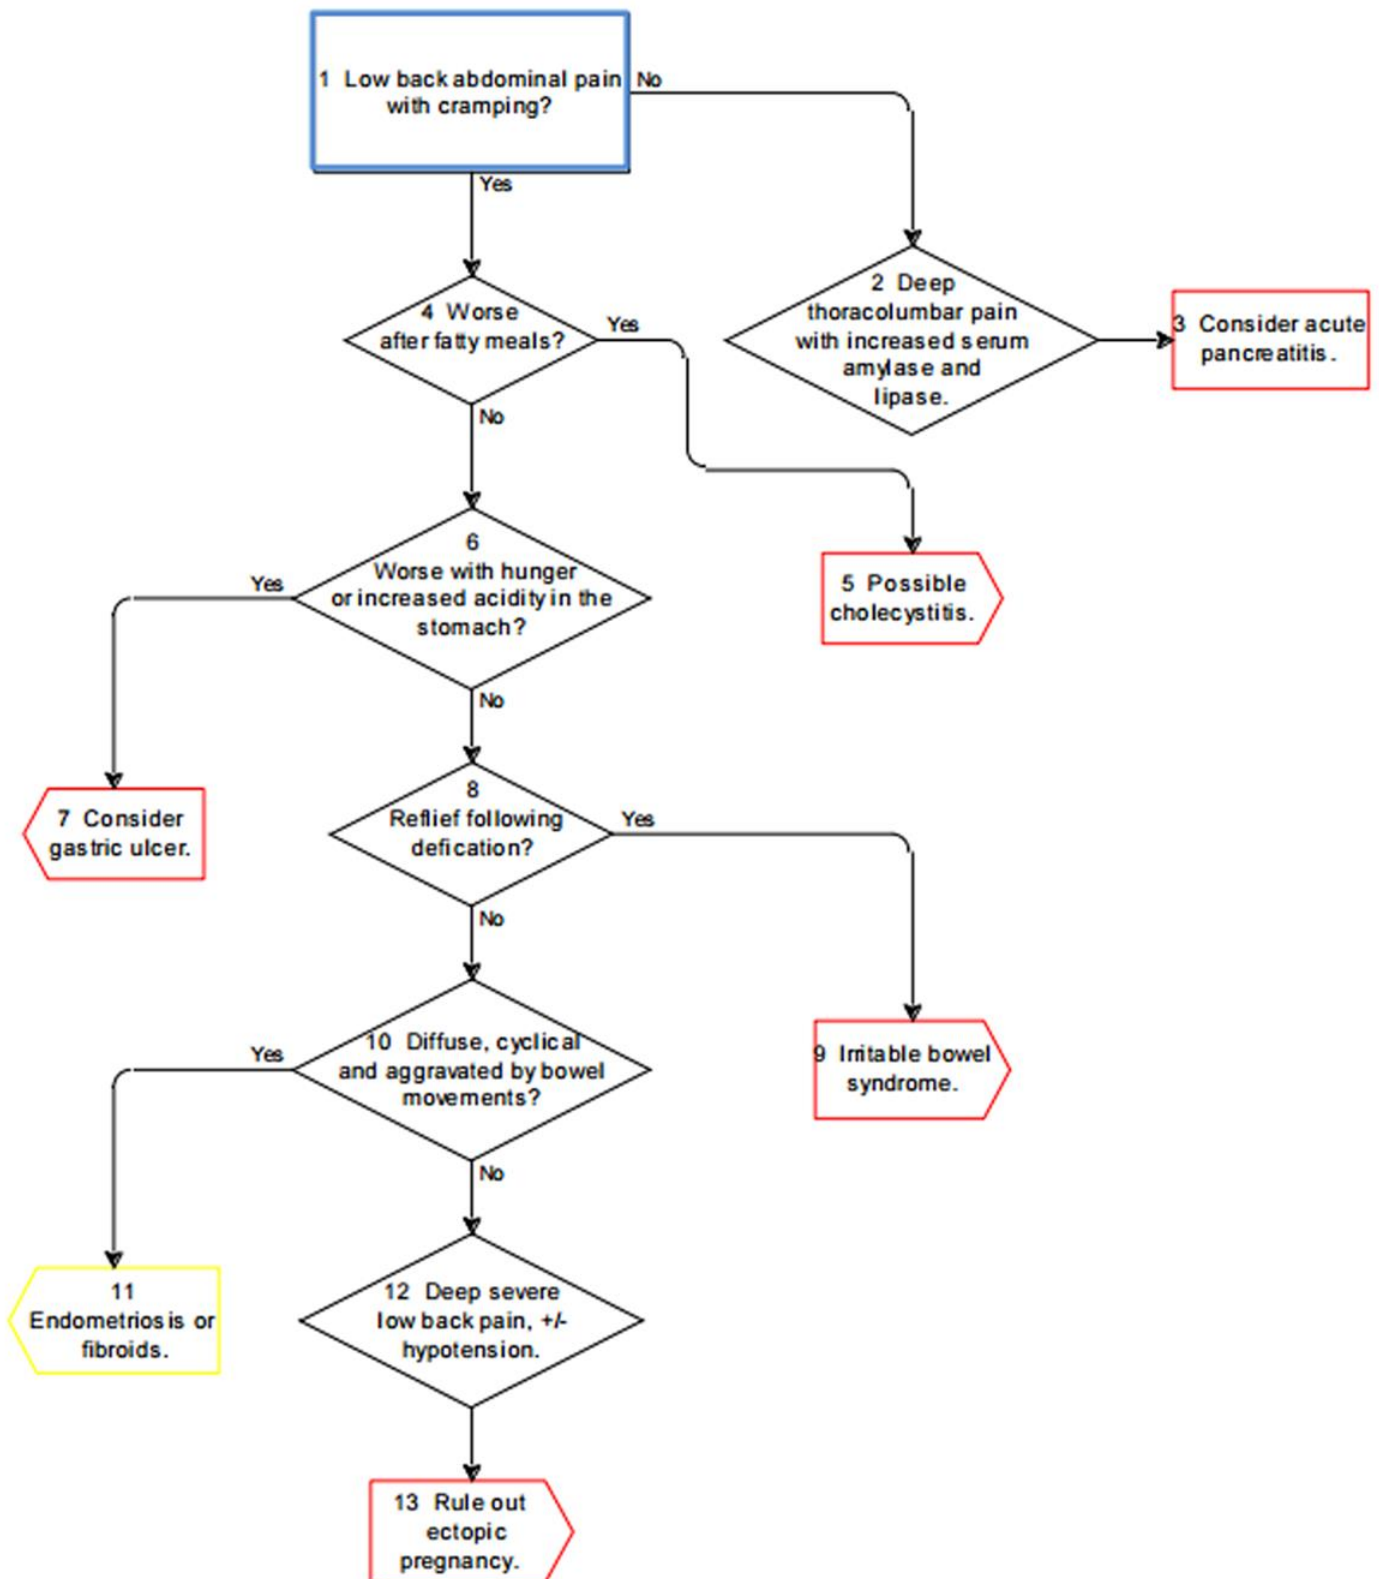 1 Low back abdominal pain
with cramping?
No
Yes
2 Deep
thoracolumbar pain
with increased serum
amylase and
lipase.
3 Consider acute
pancreatitis.
4 Worse
after fatty meals?
Yes
No
5 Possible
cholecystitis.
6
Worse with hunger
or increased acidity in the
stomach?
Yes
No
7 Consider
gastric ulcer.
8
Reflief following
defication?
Yes
No
9 Irritable bowel
syndrome.
10 Diffuse, cyclical
and aggravated by bowel
movements?
Yes
No
11
Endometriosis or
fibroids.
12 Deep severe
low back pain, +/-
hypotension.
13 Rule out
ectopic
pregnancy.